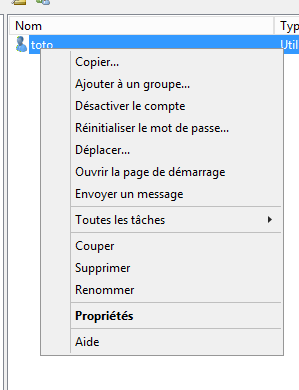 Nom Typ
toto Util
Copier...
Ajouter à un groupe...
Désactiver le compte
Réinitialiser le mot de passe...
Déplacer...
Ouvrir la page de démarrage
Envoyer un message
Toutes les tâches
Couper
Supprimer
Renommer
Propriétés
Aide